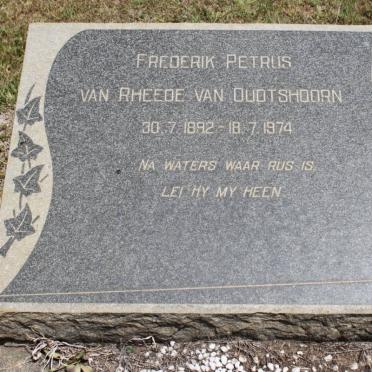 FREDERIK PETRUS
VAN RHEEDE VAN OUDTSHOORN
30.7.1892 - 18.7.1974
NA WATERS WAAR RUS IS,
LEI HY MY HEEN